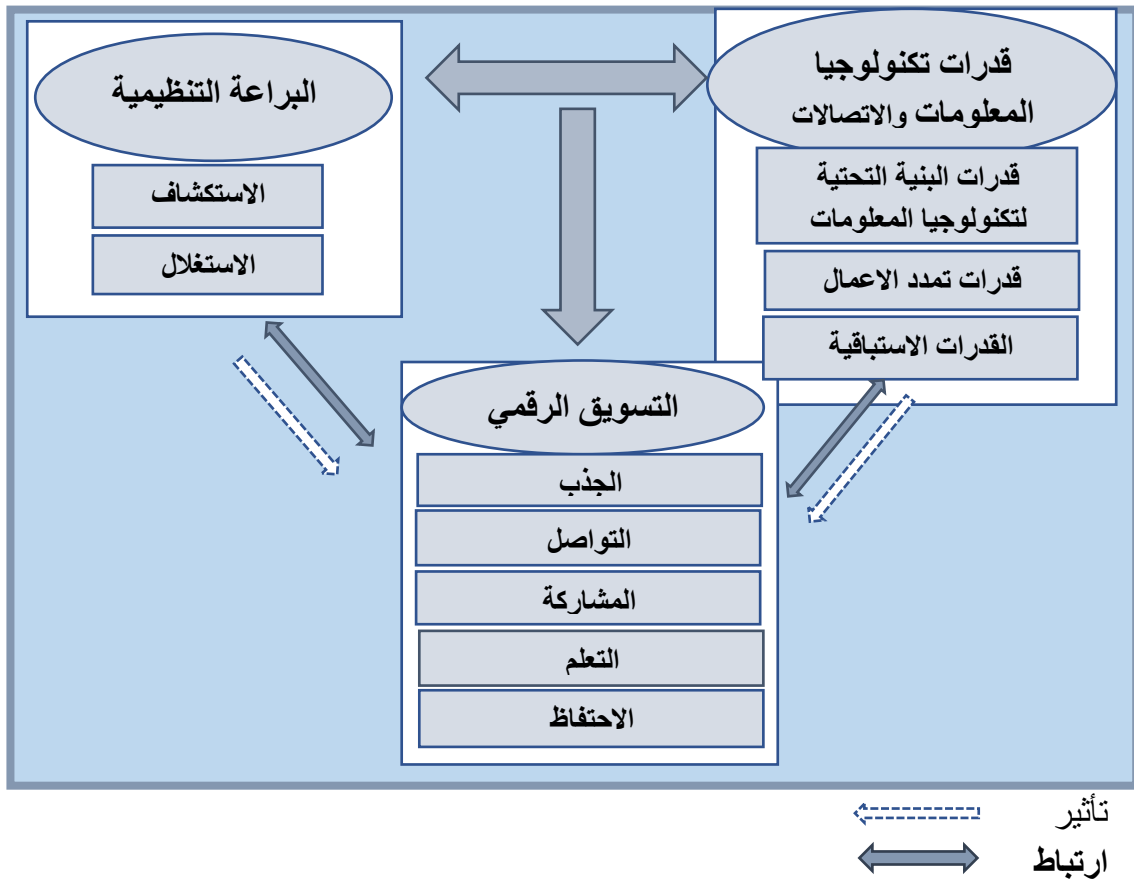 قدرات تكنولوجيا
المعلومات والاتصالات
قدرات البنية التحتية
لتكنولوجيا المعلومات
قدرات تمدد الاعمال
القدرات الاستباقية
البراعة التنظيمية
الاستكشاف
الاستغلال
التسويق الرقمي
الجذب
التواصل
المشاركة
التعلم
الاحتفاظ
تأثير
ارتباط